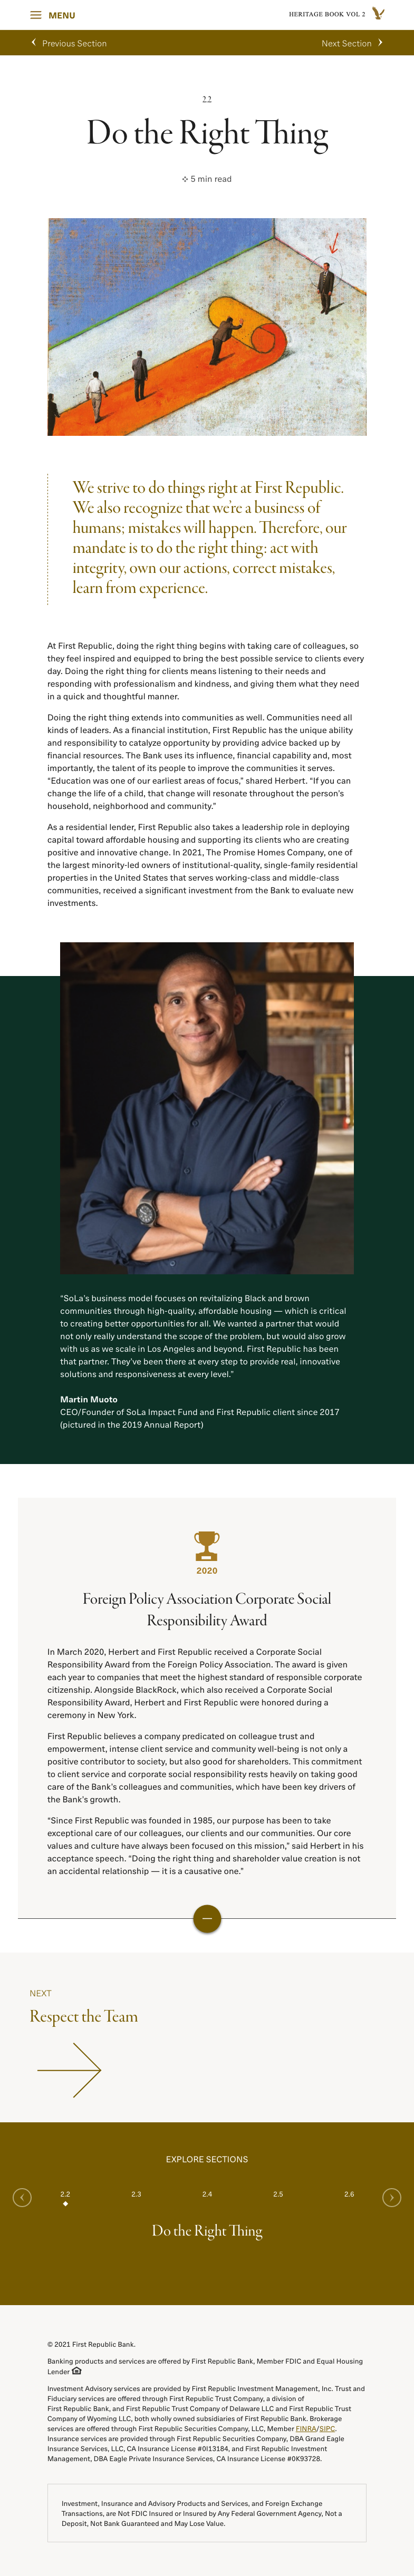 MENU
HERITAGE BOOK VOL 2
Previous Section
Next Section
2.2
Do the Right Thing
5 min read
We strive to do things right at First Republic.
We also recognize that we're a business of
humans; mistakes will happen. Therefore, our
mandate is to do the right thing: act with
integrity, own our actions, correct mistakes,
learn from experience.
At First Republic, doing the right thing begins with taking care of colleagues, so
they feel inspired and equipped to bring the best possible service to clients every
day. Doing the right thing for clients means listening to their needs and
responding with professionalism and kindness, and giving them what they need
in a quick and thoughtful manner.
Doing the right thing extends into communities as well. Communities need all
kinds of leaders. As a financial institution, First Republic has the unique ability
and responsibility to catalyze opportunity by providing advice backed up by
financial resources. The Bank uses its influence, financial capability and, most
importantly, the talent of its people to improve the communities it serves.
“Education was one of our earliest areas of focus,” shared Herbert. “If you can
change the life of a child, that change will resonate throughout the person’s
household, neighborhood and community.”
As a residential lender, First Republic also takes a leadership role in deploying
capital toward affordable housing and supporting its clients who are creating
positive and innovative change. In 2021, The Promise Homes Company, one of
the largest minority-led owners of institutional-quality, single-family residential
properties in the United States that serves working-class and middle-class
communities, received a significant investment from the Bank to evaluate new
investments.
“SoLa’s business model focuses on revitalizing Black and brown
communities through high-quality, affordable housing — which is critical
to creating better opportunities for all. We wanted a partner that would
not only really understand the scope of the problem, but would also grow
with us as we scale in Los Angeles and beyond. First Republic has been
that partner. They’ve been there at every step to provide real, innovative
solutions and responsiveness at every level.”
Martin Muoto
CEO/Founder of SoLa Impact Fund and First Republic client since 2017
(pictured in the 2019 Annual Report)
2020
Foreign Policy Association Corporate Social
Responsibility Award
In March 2020, Herbert and First Republic received a Corporate Social
Responsibility Award from the Foreign Policy Association. The award is given
each year to companies that meet the highest standard of responsible corporate
citizenship. Alongside BlackRock, which also received a Corporate Social
Responsibility Award, Herbert and First Republic were honored during a
ceremony in New York.
First Republic believes a company predicated on colleague trust and
empowerment, intense client service and community well-being is not only a
positive contributor to society, but also good for shareholders. This commitment
to client service and corporate social responsibility rests heavily on taking good
care of the Bank’s colleagues and communities, which have been key drivers of
the Bank’s growth.
“Since First Republic was founded in 1985, our purpose has been to take
exceptional care of our colleagues, our clients and our communities. Our core
values and culture have always been focused on this mission,” said Herbert in his
acceptance speech. “Doing the right thing and shareholder value creation is not
an accidental relationship — it is a causative one.”
NEXT
Respect the Team
EXPLORE SECTIONS
2.2
2.3
2.4
2.5
2.6
Do the Right Thing
© 2021 First Republic Bank.
Banking products and services are offered by First Republic Bank, Member FDIC and Equal Housing
Lender
Investment Advisory services are provided by First Republic Investment Management, Inc. Trust and
Fiduciary services are offered through First Republic Trust Company, a division of
First Republic Bank, and First Republic Trust Company of Delaware LLC and First Republic Trust
Company of Wyoming LLC, both wholly owned subsidiaries of First Republic Bank. Brokerage
services are offered through First Republic Securities Company, LLC, Member FINRA/SIPC.
Insurance services are provided through First Republic Securities Company, DBA Grand Eagle
Insurance Services, LLC, CA Insurance License #0I13184, and First Republic Investment
Management, DBA Eagle Private Insurance Services, CA Insurance License #0K93728.
Investment, Insurance and Advisory Products and Services, and Foreign Exchange
Transactions, are Not FDIC Insured or Insured by Any Federal Government Agency, Not a
Deposit, Not Bank Guaranteed and May Lose Value.